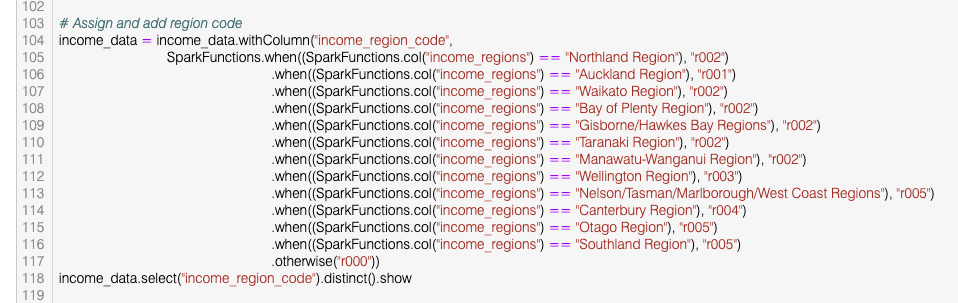 102
103 # Assign and add region code
104 income_data = income_data.withColumn("income_region_code",
105 SparkFunctions.when((SparkFunctions.col("income_regions") == "Northland Region"), "r002")
106 .when((SparkFunctions.col("income_regions") == "Auckland Region"), "r001")
107 .when((SparkFunctions.col("income_regions") == "Waikato Region"), "r002")
108 .when((SparkFunctions.col("income_regions") == "Bay of Plenty Region"), "r002")
109 .when((SparkFunctions.col("income_regions") == "Gisborne/Hawkes Bay Regions"), "r002")
110 .when((SparkFunctions.col("income_regions") == "Taranaki Region"), "r002")
111 .when((SparkFunctions.col("income_regions") == "Manawatu-Wanganui Region"), "r002")
112 .when((SparkFunctions.col("income_regions") == "Wellington Region"), "r003")
113 .when((SparkFunctions.col("income_regions") == "Nelson/Tasman/Marlborough/West Coast Regions"), "r005")
114 .when((SparkFunctions.col("income_regions") == "Canterbury Region"), "r004")
115 .when((SparkFunctions.col("income_regions") == "Otago Region"), "r005")
116 .when((SparkFunctions.col("income_regions") == "Southland Region"), "r005")
117 .otherwise("r000"))
118 income_data.select("income_region_code").distinct().show
119